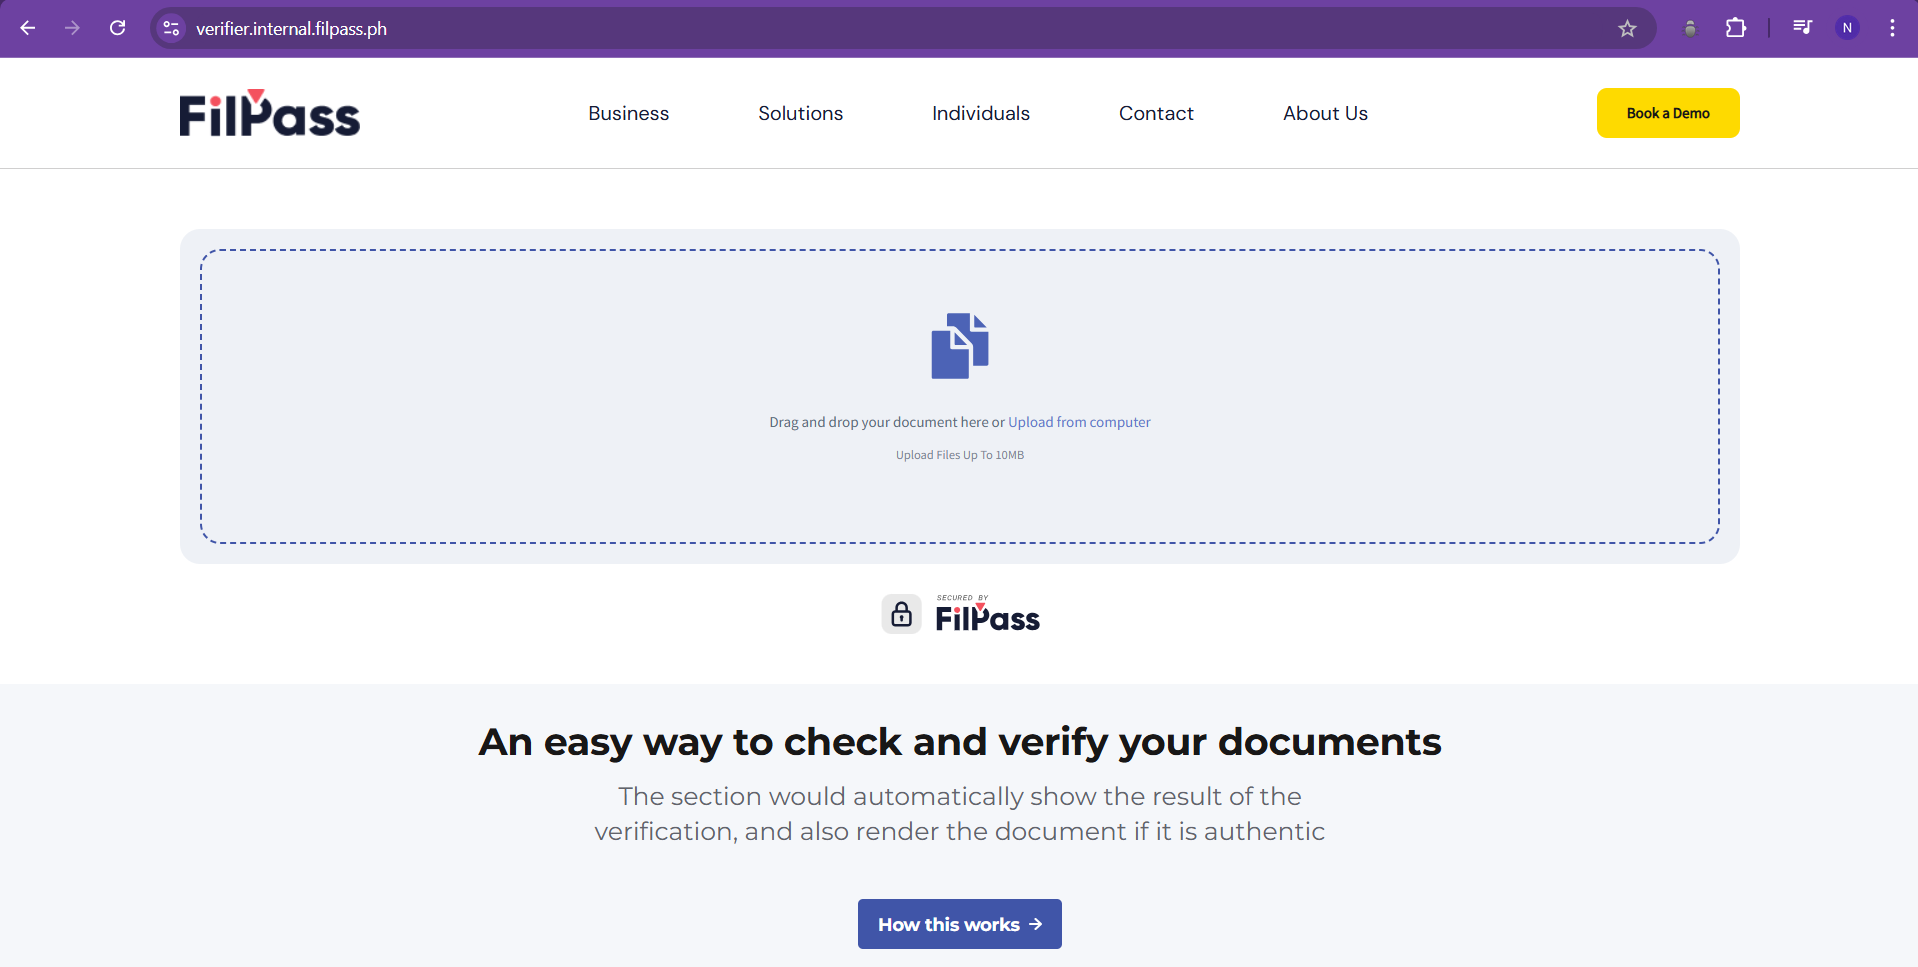 verifier.internal.filpass.ph
N
FilPass
Business
Solutions
Individuals
Contact
About Us
Book a Demo
Drag and drop your document here or Upload from computer
Upload Files Up To 10MB
SECURED BY
FilPass
An easy way to check and verify your documents
The section would automatically show the result of the
verification, and also render the document if it is authentic
How this works →